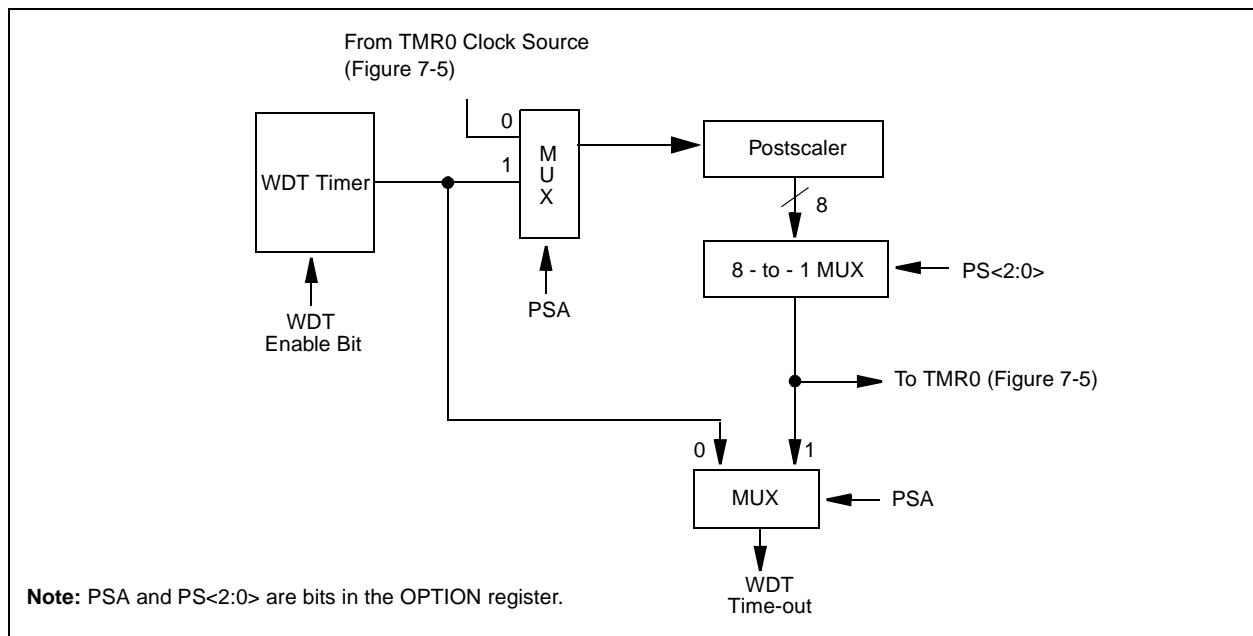 From TMR0 Clock Source
(Figure 7-5)
0
1
M
U
X
WDT Timer
Postscaler
8
8 - to - 1 MUX
PS<2:0>
PSA
WDT
Enable Bit
To TMR0 (Figure 7-5)
0
1
MUX
PSA
WDT
Time-out
Note: PSA and PS<2:0> are bits in the OPTION register.